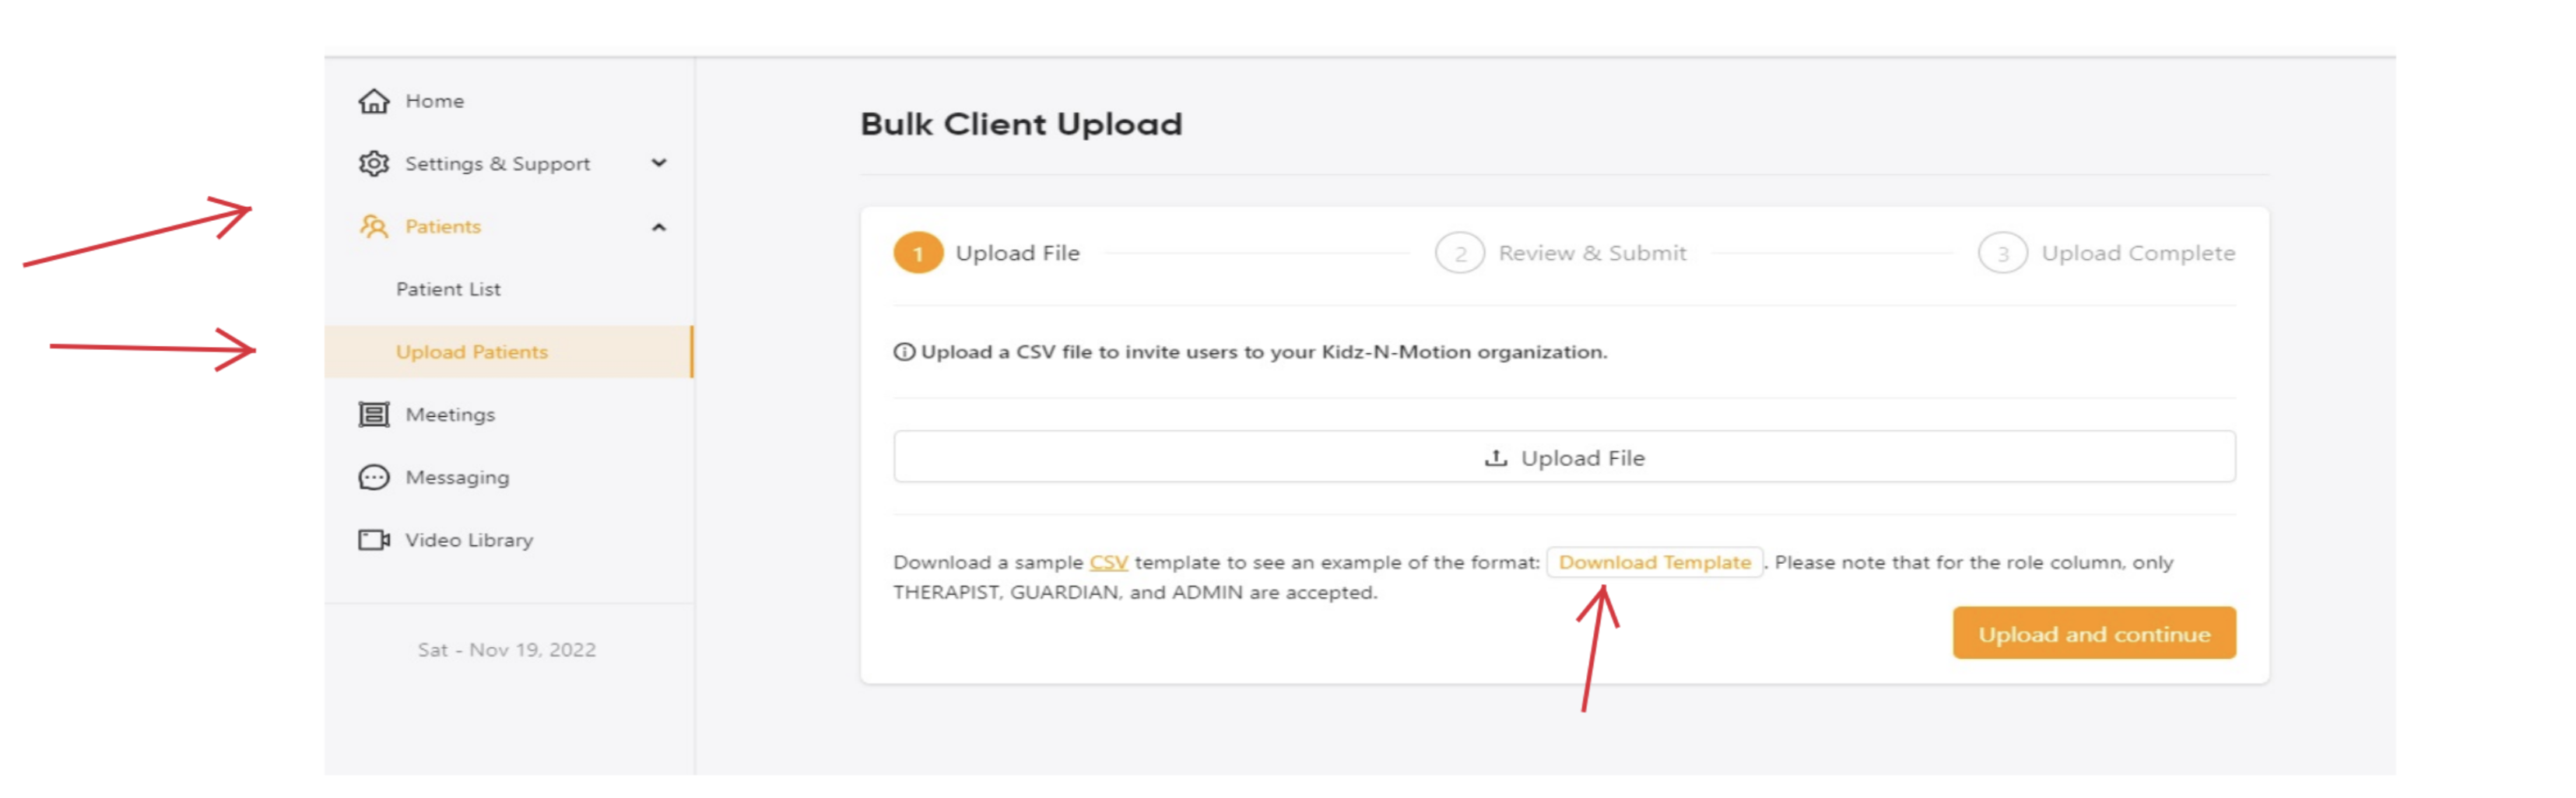 Home
Settings & Support
Patients
Patient List
Upload Patients
Meetings
Messaging
Video Library
Sat - Nov 19, 2022
Bulk Client Upload
1 Upload File
2 Review & Submit
3 Upload Complete
Upload a CSV file to invite users to your Kidz-N-Motion organization.
Upload File
Download a sample CSV template to see an example of the format: Download Template . Please note that for the role column, only
THERAPIST, GUARDIAN, and ADMIN are accepted.
Upload and continue